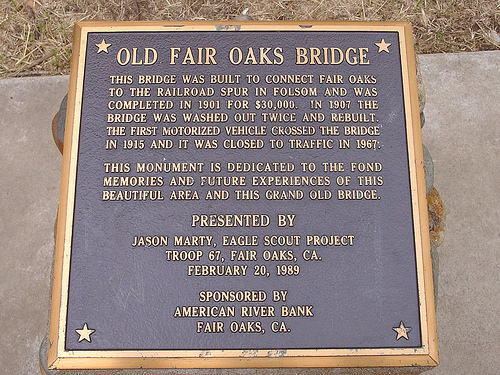 OLD FAIR OAKS BRIDGE
THIS BRIDGE WAS BUILT TO CONNECT FAIR OAKS
TO THE RAILROAD SPUR IN FOLSOM AND WAS
COMPLETED IN 1901 FOR $30,000. IN 1907 THE
BRIDGE WAS WASHED OUT TWICE AND REBUILT.
THE FIRST MOTORIZED VEHICLE CROSSED THE BRIDGE
IN 1915 AND IT WAS CLOSED TO TRAFFIC IN 1967.
THIS MONUMENT IS DEDICATED TO THE FOND
MEMORIES AND FUTURE EXPERIENCES OF THIS
BEAUTIFUL AREA AND THIS GRAND OLD BRIDGE.
PRESENTED BY
JASON MARTY, EAGLE SCOUT PROJECT
TROOP 67, FAIR OAKS, CA.
FEBRUARY 20, 1989
SPONSORED BY
AMERICAN RIVER BANK
FAIR OAKS, CA.